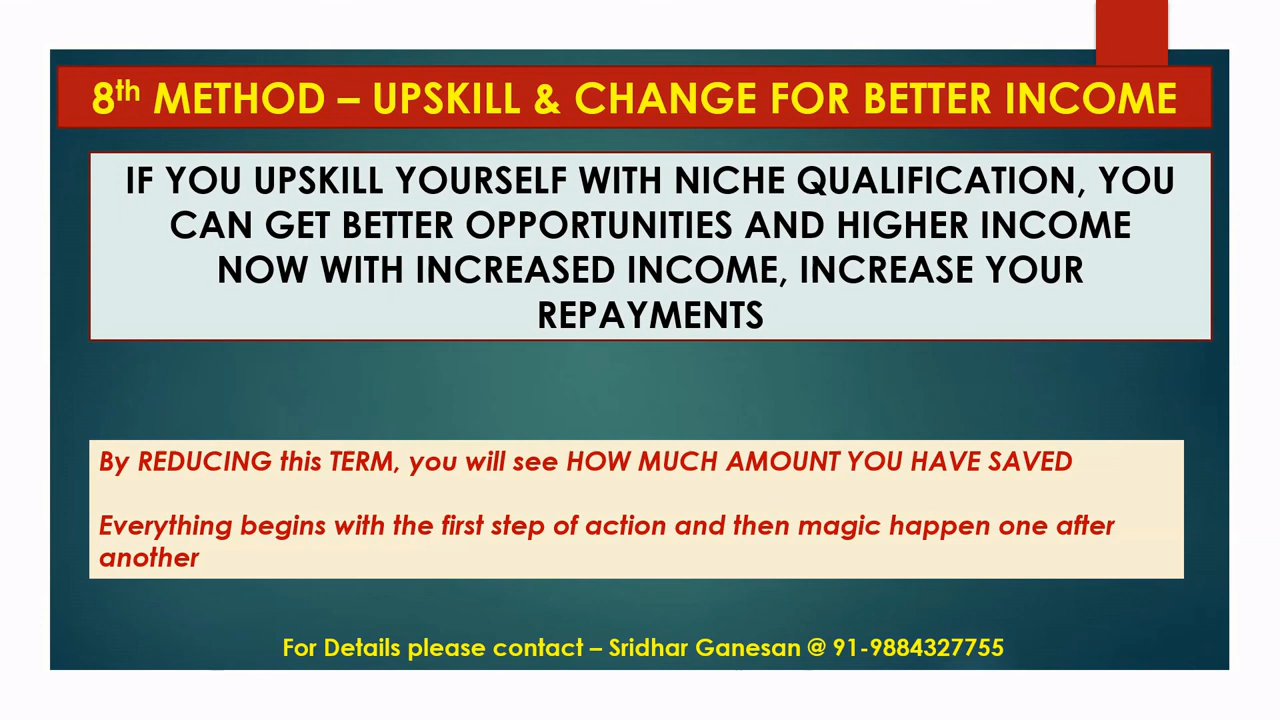 8th METHOD – UPSKILL & CHANGE FOR BETTER INCOME
IF YOU UPSKILL YOURSELF WITH NICHE QUALIFICATION, YOU
CAN GET BETTER OPPORTUNITIES AND HIGHER INCOME
NOW WITH INCREASED INCOME, INCREASE YOUR
REPAYMENTS
By REDUCING this TERM, you will see HOW MUCH AMOUNT YOU HAVE SAVED
Everything begins with the first step of action and then magic happen one after
another
For Details please contact – Sridhar Ganesan @ 91-9884327755